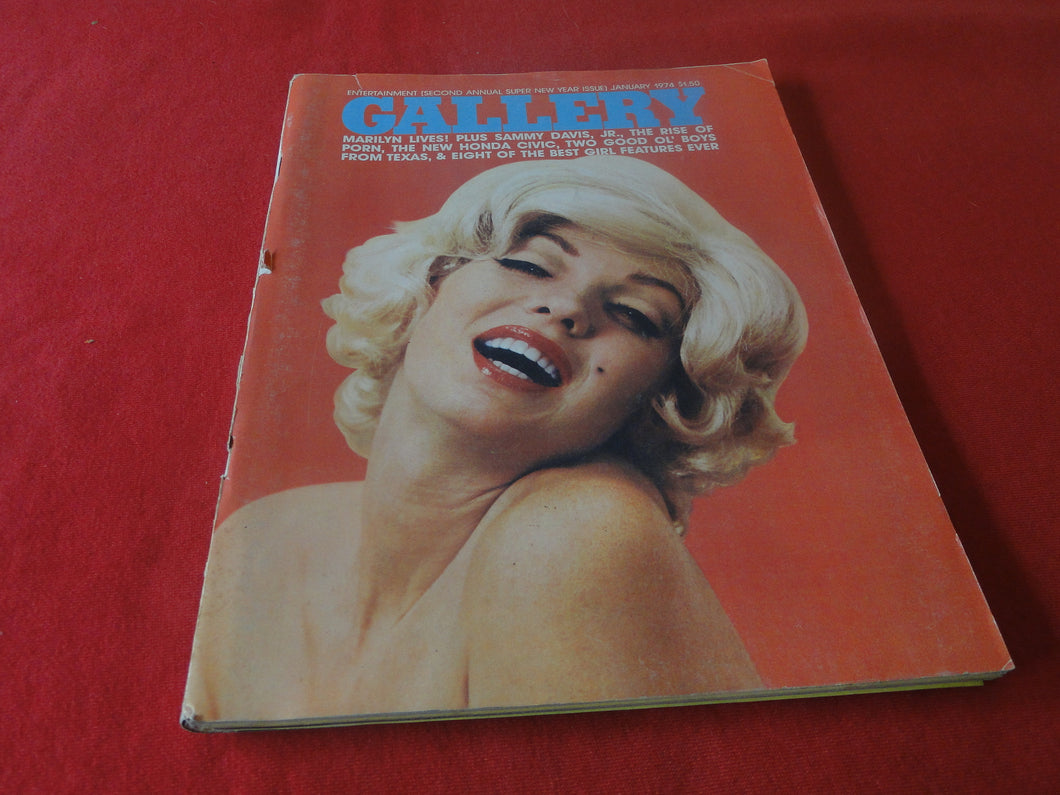 ENTERTAINMENT (SECOND ANNUAL SUPER NEW YEAR ISSUE) JANUARY 1974 $1.50
GALLERY
MARILYN LIVES! PLUS SAMMY DAVIS, JR., THE RISE OF
PORN, THE NEW HONDA CIVIC, TWO GOOD OL' BOYS
FROM TEXAS, & EIGHT OF THE BEST GIRL FEATURES EVER